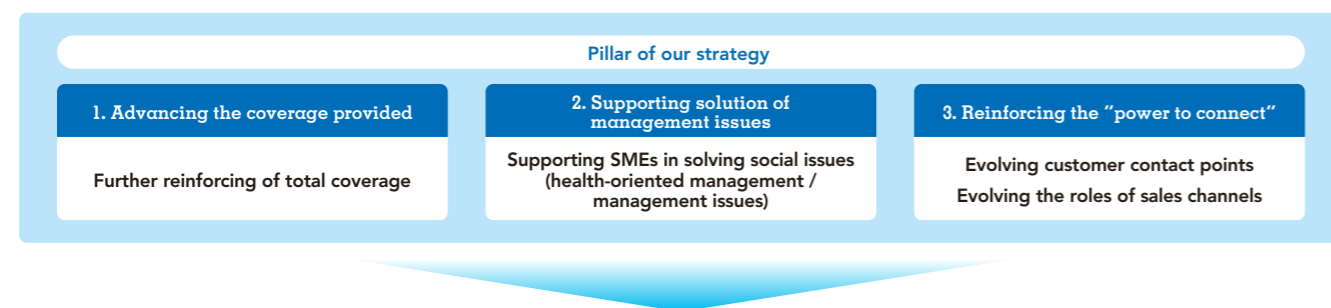 Pillar of our strategy
1. Advancing the coverage provided
Further reinforcing of total coverage
2. Supporting solution of
management issues
Supporting SMEs in solving social issues
(health-oriented management /
management issues)
3. Reinforcing the “power to connect”
Evolving customer contact points
Evolving the roles of sales channels